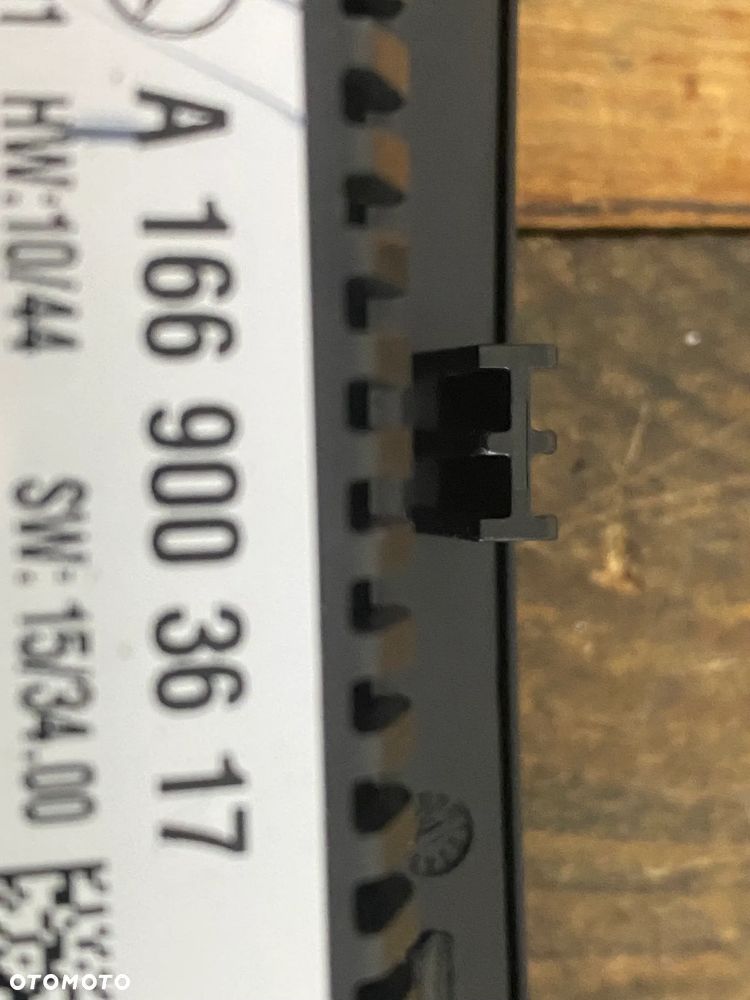 A 166 900 36 17
HW:10/44 SW: 15/34.00
OTOMOTO